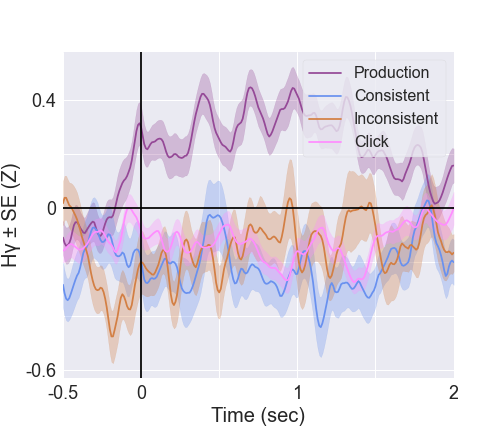 Production
Consistent
Inconsistent
Click
0.4
0
-0.6
Hγ ± SE (Z)
-0.5 0 1 2
Time (sec)